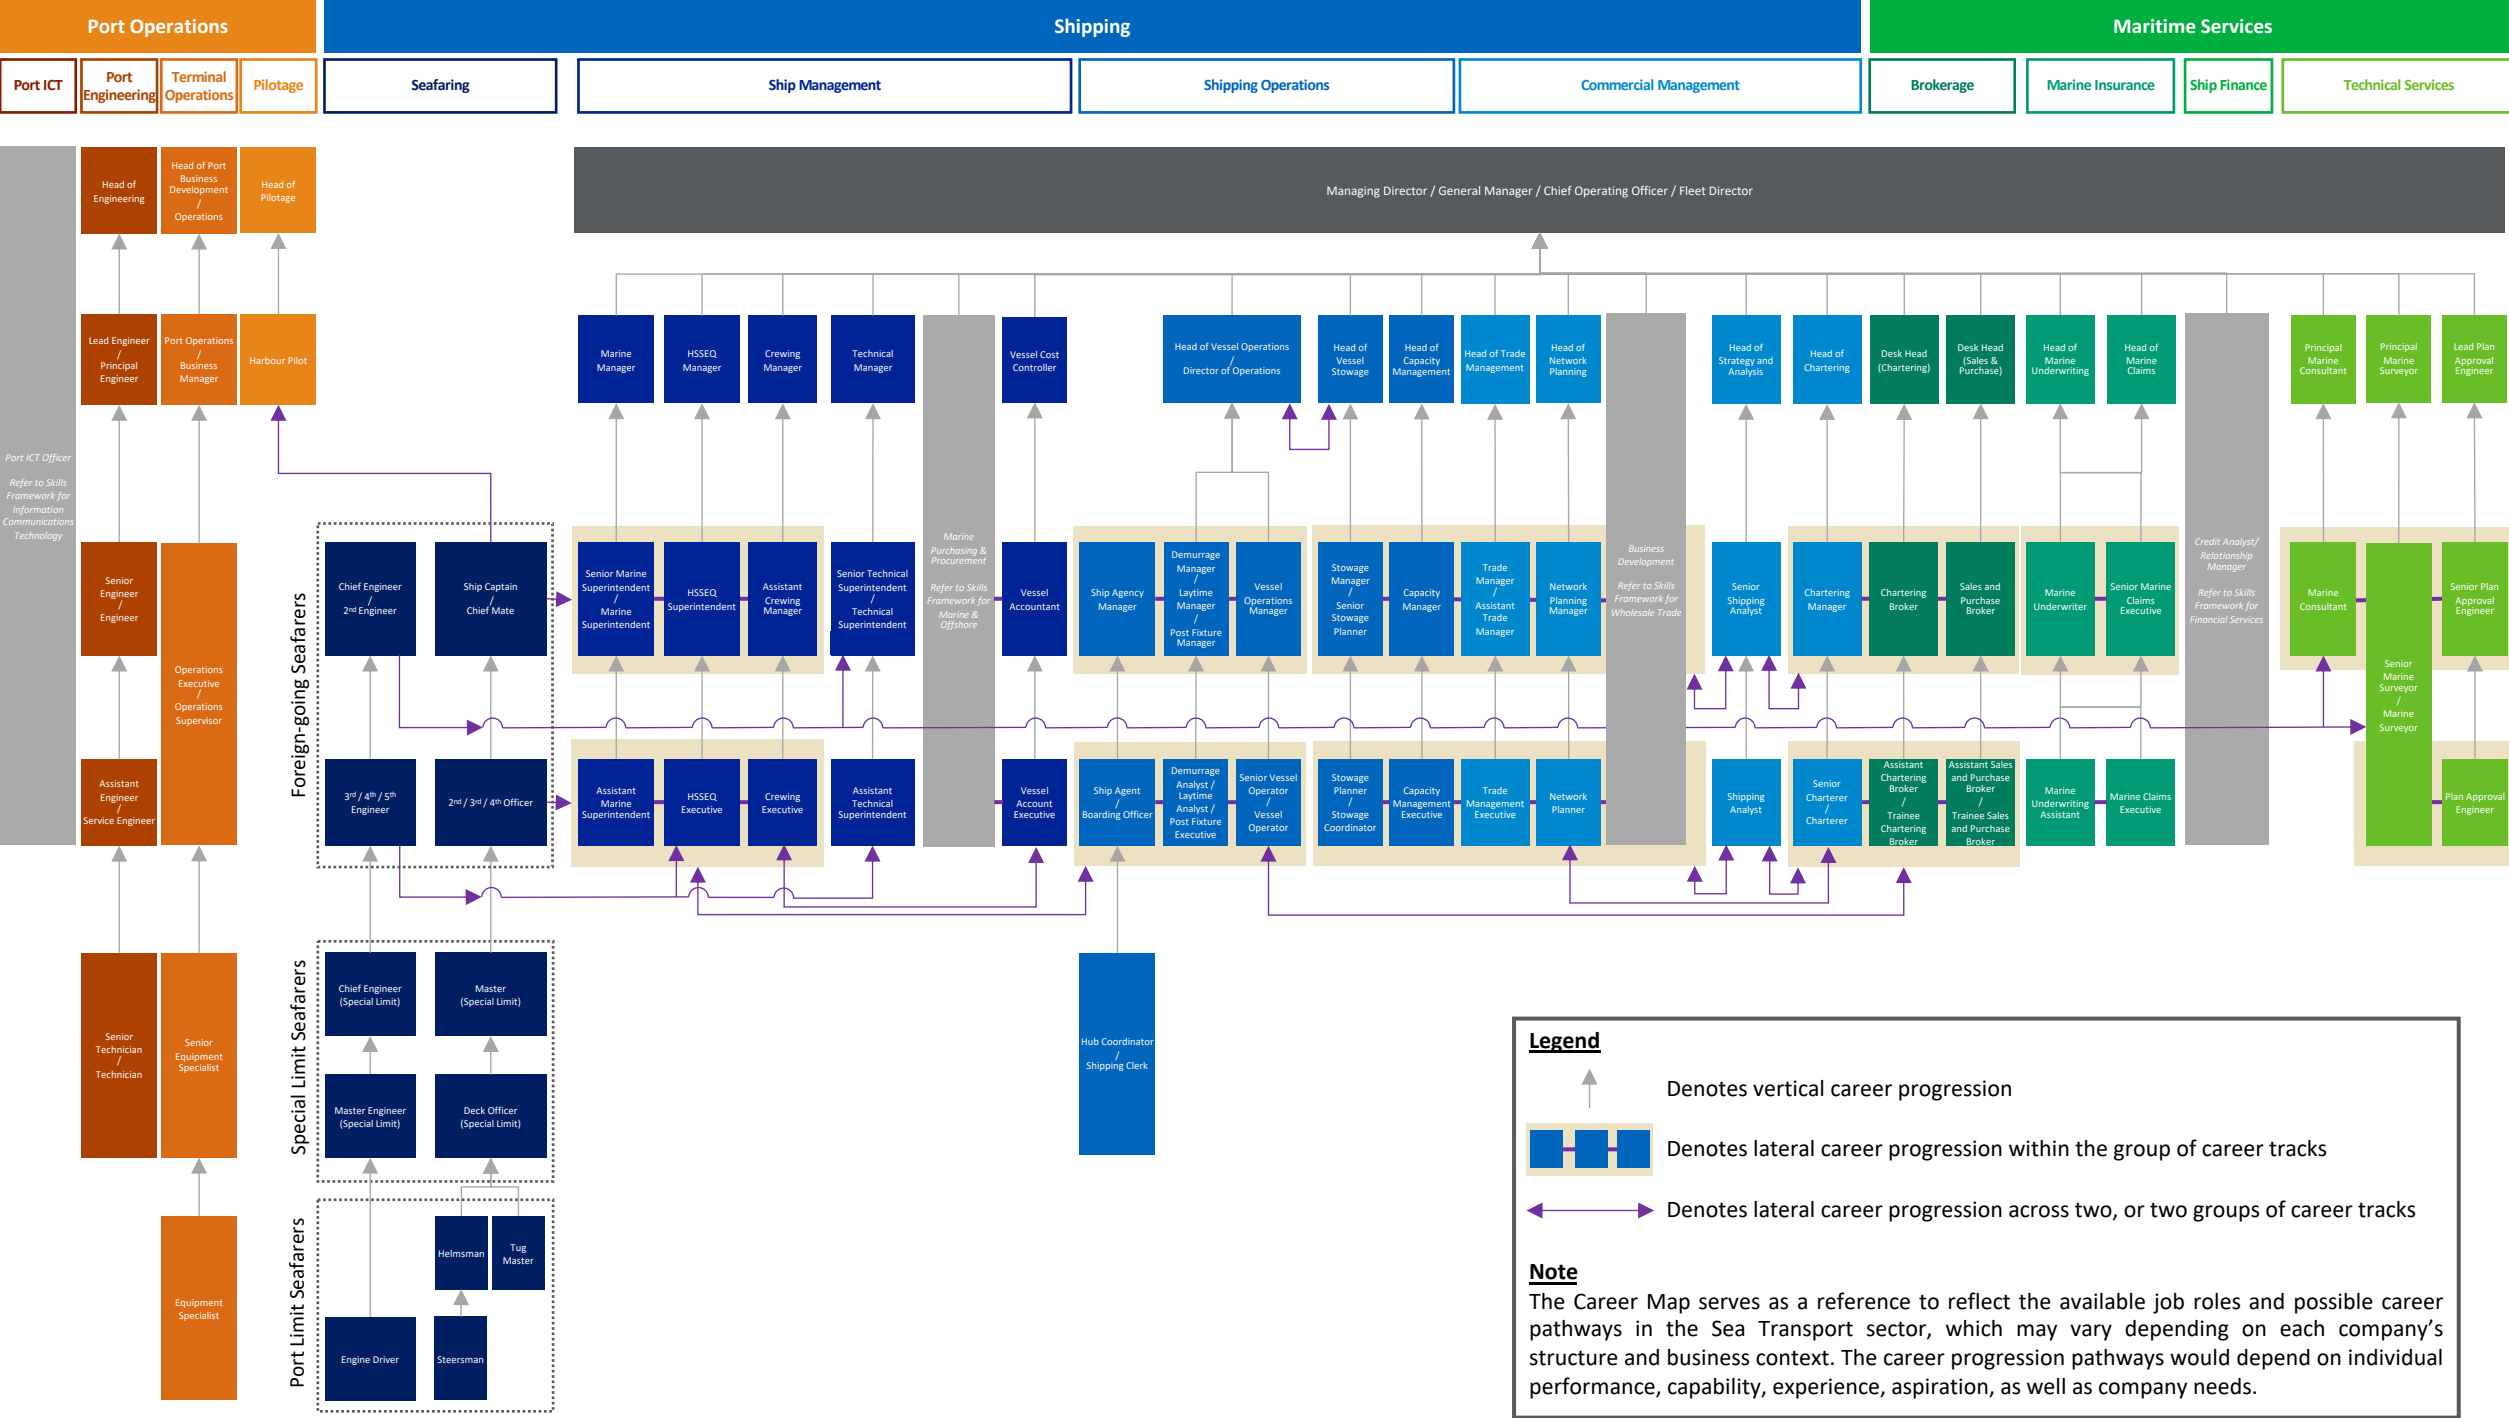 Port Operations
Shipping
Maritime Services
Port ICT
Port
Engineering
Terminal
Operations
Pilotage
Seafaring
Ship Management
Shipping Operations
Commercial Management
Brokerage
Marine Insurance
Ship Finance
Technical Services
Head of
Engineering
Head of Port
Business
Development
/
Operations
Head of
Pilotage
Managing Director / General Manager / Chief Operating Officer / Fleet Director
Lead Engineer
/
Principal
Engineer
Port Operations
/
Business
Manager
Harbour Pilot
Marine
Manager
HSSEQ
Manager
Crewing
Manager
Technical
Manager
Vessel Cost
Controller
Head of Vessel Operations
/
Director of Operations
Head of
Vessel
Stowage
Head of
Capacity
Management
Head of Trade
Management
Head of
Network
Planning
Head of
Strategy and
Analysis
Head of
Chartering
Desk Head
(Chartering)
Desk Head
(Sales &
Purchase)
Head of
Marine
Underwriting
Head of
Marine
Claims
Principal
Marine
Consultant
Principal
Marine
Surveyor
Lead Plan
Approval
Engineer
Port ICT Officer
Refer to Skills
Framework for
Information
Communications
Technology
Senior
Engineer
/
Engineer
Operations
Executive
/
Operations
Supervisor
Foreign-going Seafarers
Chief Engineer
/
2nd Engineer
Ship Captain
/
Chief Mate
Senior Marine
Superintendent
/
Marine
Superintendent
HSSEQ
Superintendent
Assistant
Crewing
Manager
Senior Technical
Superintendent
/
Technical
Superintendent
Marine
Purchasing &
Procurement
Refer to Skills
Framework for
Marine &
Offshore
Vessel
Accountant
Ship Agency
Manager
Demurrage
Manager
/
Laytime
Manager
/
Post Fixture
Manager
Vessel
Operations
Manager
Stowage
Manager
/
Senior
Stowage
Planner
Capacity
Manager
Trade
Manager
/
Assistant
Trade
Manager
Network
Planning
Manager
Business
Development
Refer to Skills
Framework for
Wholesale Trade
Senior
Shipping
Analyst
Chartering
Manager
Chartering
Broker
Sales and
Purchase
Broker
Marine
Underwriter
Senior Marine
Claims
Executive
Credit Analyst/
Relationship
Manager
Refer to Skills
Framework for
Financial Services
Marine
Consultant
Senior
Marine
Surveyor
/
Marine
Surveyor
Senior Plan
Approval
Engineer
Assistant
Engineer
/
Service Engineer
3rd / 4th / 5th
Engineer
2nd / 3rd / 4th Officer
Assistant
Marine
Superintendent
HSSEQ
Executive
Crewing
Executive
Assistant
Technical
Superintendent
Vessel
Account
Executive
Ship Agent
/
Boarding Officer
Demurrage
Analyst /
Laytime
Analyst /
Post Fixture
Executive
Senior Vessel
Operator
/
Vessel
Operator
Stowage
Planner
/
Stowage
Coordinator
Capacity
Management
Executive
Trade
Management
Executive
Network
Planner
Shipping
Analyst
Senior
Charterer
/
Charterer
Assistant
Chartering
Broker
/
Trainee
Chartering
Broker
Assistant Sales
and Purchase
Broker
/
Trainee Sales
and Purchase
Broker
Marine
Underwriting
Assistant
Marine Claims
Executive
Plan Approval
Engineer
Senior
Technician
/
Technician
Senior
Equipment
Specialist
Special Limit Seafarers
Chief Engineer
(Special Limit)
Master
(Special Limit)
Master Engineer
(Special Limit)
Deck Officer
(Special Limit)
Hub Coordinator
/
Shipping Clerk
Equipment
Specialist
Port Limit Seafarers
Helmsman
Tug
Master
Engine Driver
Steersman
Legend
Denotes vertical career progression
Denotes lateral career progression within the group of career tracks
Denotes lateral career progression across two, or two groups of career tracks
Note
The Career Map serves as a reference to reflect the available job roles and possible career
pathways in the Sea Transport sector, which may vary depending on each company’s
structure and business context. The career progression pathways would depend on individual
performance, capability, experience, aspiration, as well as company needs.